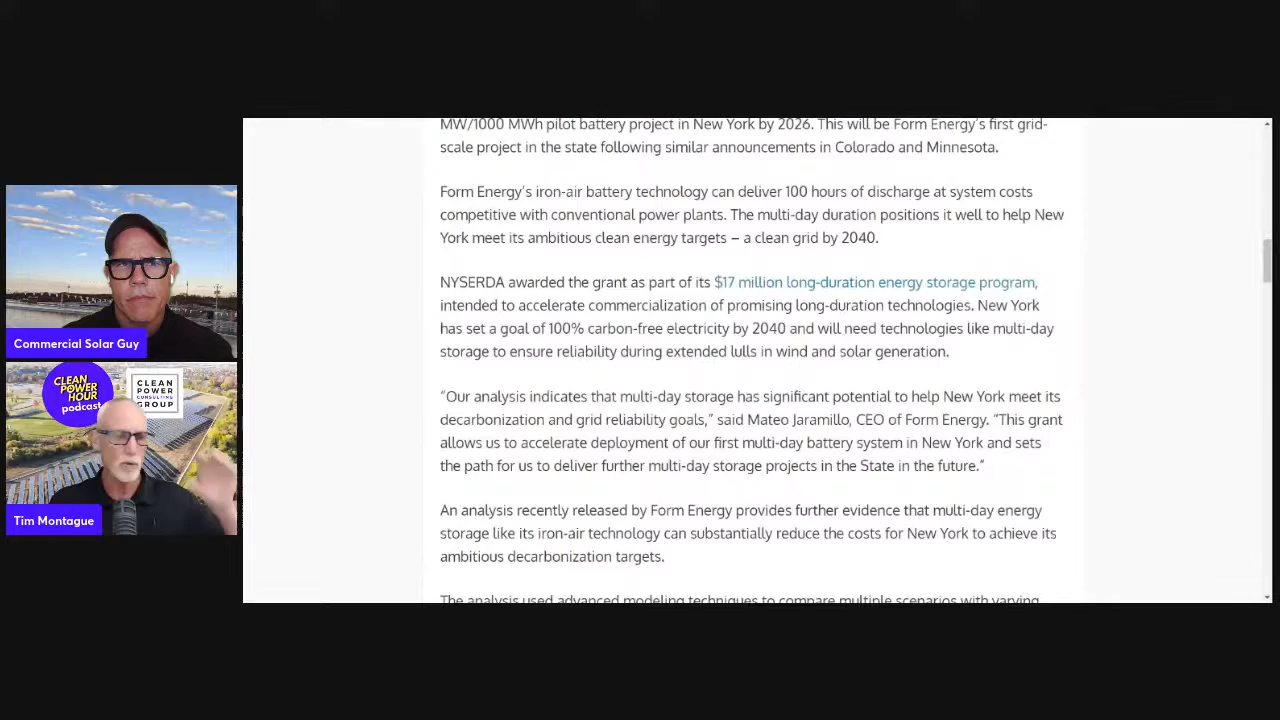 MW/1000 MWh pilot battery project in New York by 2026. This will be Form Energy’s first grid-
scale project in the state following similar announcements in Colorado and Minnesota.
Form Energy’s iron-air battery technology can deliver 100 hours of discharge at system costs
competitive with conventional power plants. The multi-day duration positions it well to help New
York meet its ambitious clean energy targets – a clean grid by 2040.
NYSERDA awarded the grant as part of its $17 million long-duration energy storage program,
intended to accelerate commercialization of promising long-duration technologies. New York
has set a goal of 100% carbon-free electricity by 2040 and will need technologies like multi-day
storage to ensure reliability during extended lulls in wind and solar generation.
“Our analysis indicates that multi-day storage has significant potential to help New York meet its
decarbonization and grid reliability goals,” said Mateo Jaramillo, CEO of Form Energy. “This grant
allows us to accelerate deployment of our first multi-day battery system in New York and sets
the path for us to deliver further multi-day storage projects in the State in the future.”
An analysis recently released by Form Energy provides further evidence that multi-day energy
storage like its iron-air technology can substantially reduce the costs for New York to achieve its
ambitious decarbonization targets.
The analysis used advanced modeling techniques to compare multiple scenarios with varying
Commercial Solar Guy
CLEAN
POWER
HOUR
podcast
CLEAN
POWER
CONSULTING
GROUP
Tim Montague